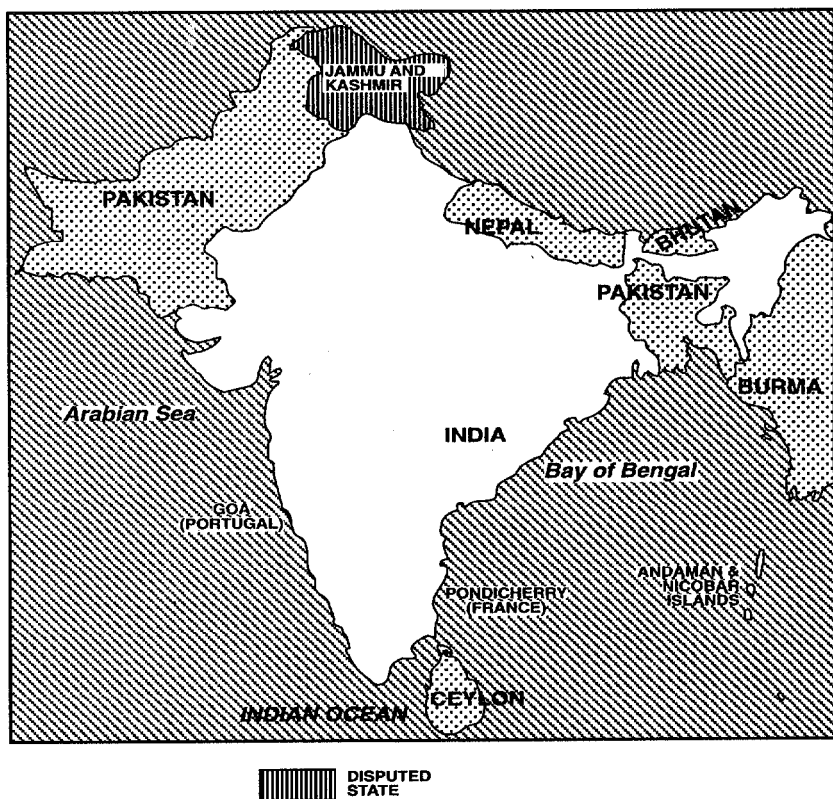 JAMMU AND
KASHMIR
PAKISTAN
NEPAL
BHUTAN
PAKISTAN
BURMA
Arabian Sea
INDIA
Bay of Bengal
GOA
(PORTUGAL)
ANDAMAN &
NICOBAR
ISLANDS
PONDICHERRY
(FRANCE)
CEYLON
INDIAN OCEAN
DISPUTED
STATE